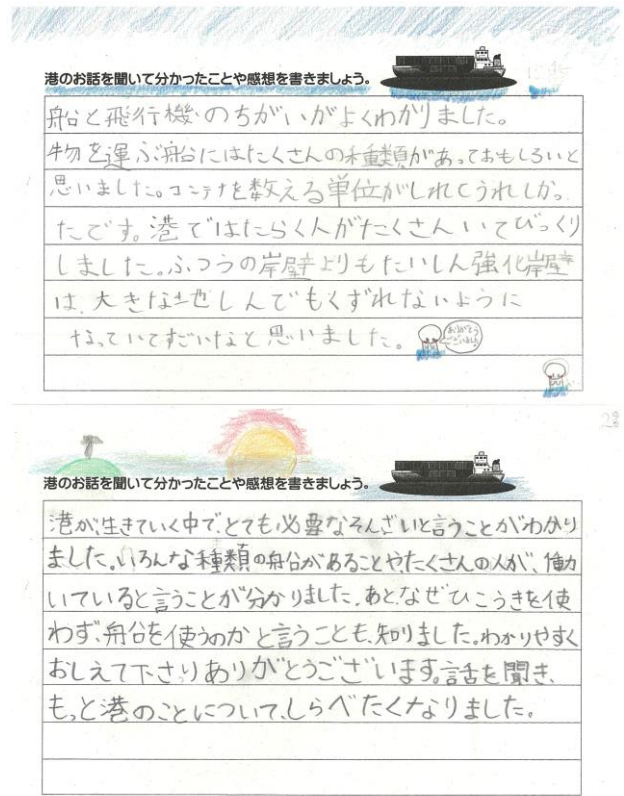 港のお話を聞いて分かったことや感想を書きましょう。
船と飛行機のちがいがよくわかりました。
物を運ぶ船にはたくさんの種類があっておもしろいと
思いました。コンテナを数える単位がしれてうれしかっ
たです。港ではたらく人がたくさんいてびっくり
しました。ふつうの岸壁よりもたいしん強化岸壁
は、大きな地しんでもくずれないように
なっていてすごいなと思いました。
ありがとう
ございました
港のお話を聞いて分かったことや感想を書きましょう。
港が、生きていく中で、とても必要なそんざいと言うことがわかり
ました。いろんな種類の船があることやたくさんの人が、働
いていると言うことが分かりました。あと、なぜひこうきを使
わず、船を使うのかと言うことも、知りました。わかりやすく
おしえて下さりありがとうございます。話を聞き、
もっと港のことについて、しらべたくなりました。